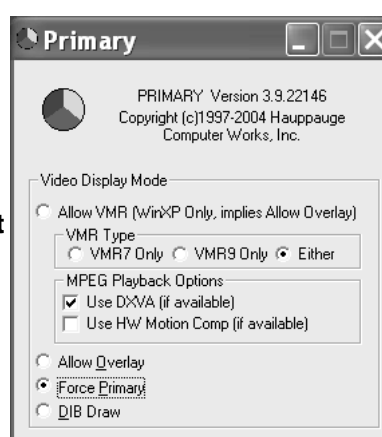 Primary
PRIMARY Version 3.9.22146
Copyright (c)1997-2004 Hauppauge
Computer Works, Inc.
Video Display Mode
Allow VMR (WinXP Only, implies Allow Overlay)
VMR Type
VMR7 Only VMR9 Only Either
MPEG Playback Options
Use DXVA (if available)
Use HW Motion Comp (if available)
Allow Overlay
Force Primary
DIB Draw